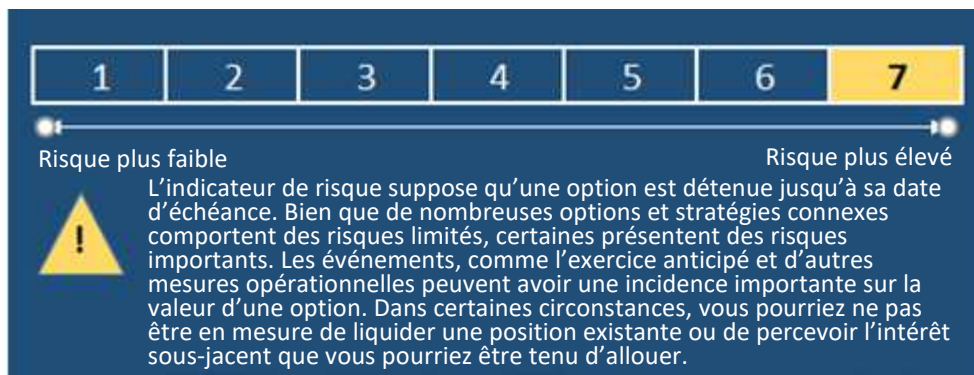 1 2 3 4 5 6 7
Risque plus faible Risque plus élevé
!
L’indicateur de risque suppose qu’une option est détenue jusqu’à sa date
d’échéance. Bien que de nombreuses options et stratégies connexes
comportent des risques limités, certaines présentent des risques
importants. Les événements, comme l’exercice anticipé et d’autres
mesures opérationnelles peuvent avoir une incidence importante sur la
valeur d’une option. Dans certaines circonstances, vous pourriez ne pas
être en mesure de liquider une position existante ou de percevoir l’intérêt
sous-jacent que vous pourriez être tenu d’allouer.